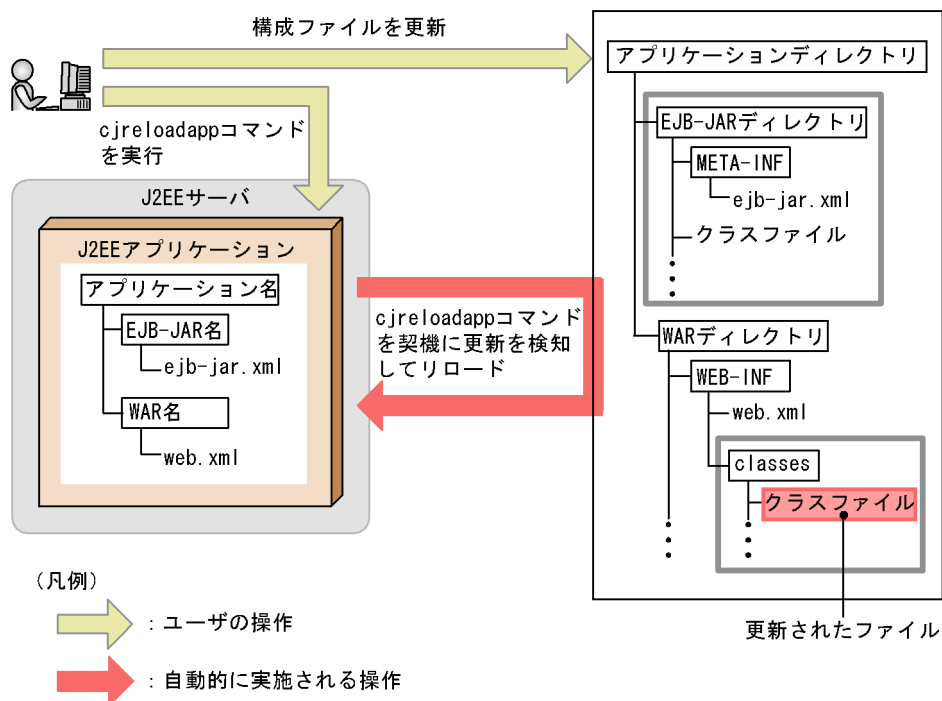 構成ファイルを更新
cjreloadappコマンド
を実行
J2EEサーバ
J2EEアプリケーション
アプリケーション名
EJB-JAR名
ejb-jar.xml
WAR名
web.xml
cjreloadappコマンド
を契機に更新を検知
してリロード
アプリケーションディレクトリ
EJB-JARディレクトリ
META-INF
ejb-jar.xml
クラスファイル
WARディレクトリ
WEB-INF
web.xml
classes
クラスファイル
更新されたファイル
(凡例)
：ユーザの操作
：自動的に実施される操作